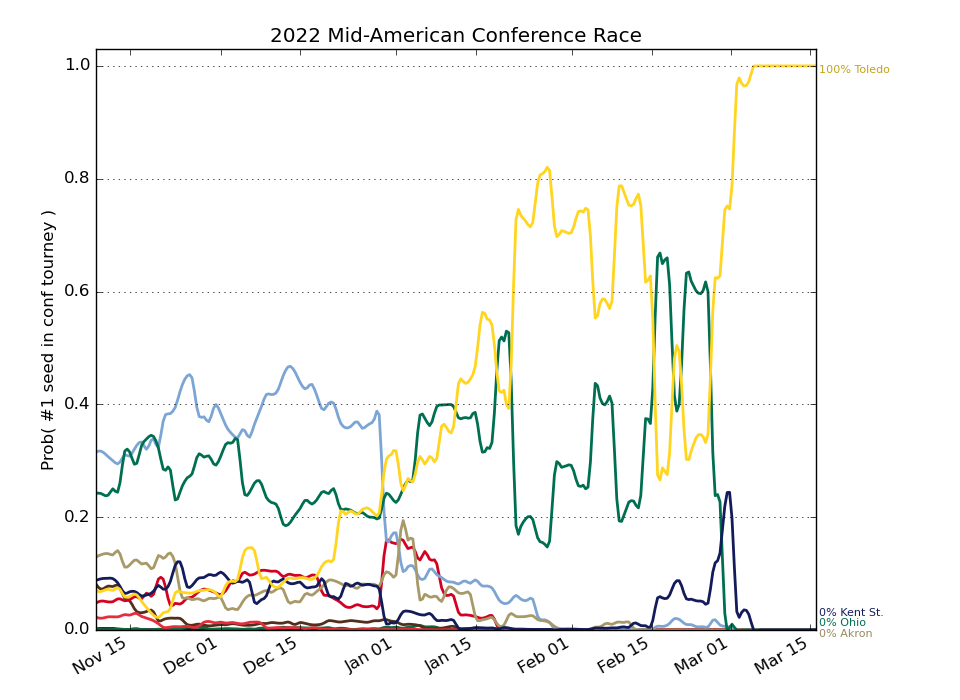 2022 Mid-American Conference Race
Prob( #1 seed in conf tourney )
1.0
0.8
0.6
0.4
0.2
0.0
100% Toledo
0% Kent St.
0% Ohio
0% Akron
Nov 15
Dec 01
Dec 15
Jan 01
Jan 15
Feb 01
Feb 15
Mar 01
Mar 15